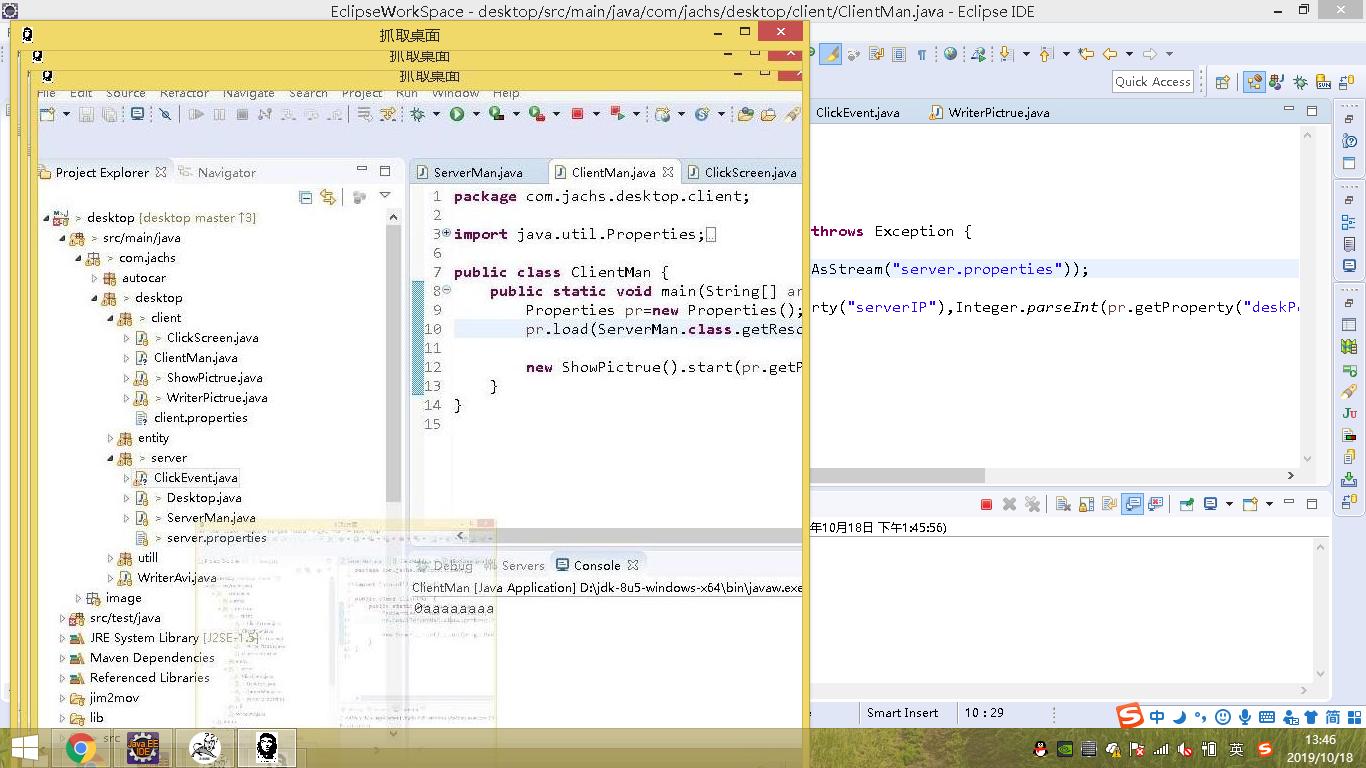 EclipseWorkSpace - desktop/src/main/java/com/jachs/desktop/client/ClientMan.java - Eclipse IDE
抓取桌面
抓取桌面
抓取桌面
File Edit Source Refactor Navigate Search Project Run Window Help
Quick Access
Project Explorer
Navigator
ServerMan.java
ClientMan.java
ClickScreen.java
ClickEvent.java
WriterPictrue.java
> desktop [desktop master ↑3]
> src/main/java
> com.jachs
autocar
> desktop
> client
> ClickScreen.java
ClientMan.java
> ShowPictrue.java
> WriterPictrue.java
client.properties
entity
> server
ClickEvent.java
> Desktop.java
> ServerMan.java
> server.properties
utill
WriterAvi.java
image
src/test/java
JRE System Library [J2SE-1.5]
Maven Dependencies
Referenced Libraries
jim2mov
lib
src
1 package com.jachs.desktop.client;
2
3 import java.util.Properties;
6
7 public class ClientMan {
8 public static void main(String[] ar
throws Exception {
9 Properties pr=new Properties();
10 pr.load(ServerMan.class.getReso
AsStream("server.properties"));
11
12 new ShowPictrue().start(pr.getP
rty("serverIP"),Integer.parseInt(pr.getProperty("deskP
13 }
14 }
15
Debug
Servers
Console
年10月18日 下午1:45:56)
ClientMan [Java Application] D:\jdk-8u5-windows-x64\bin\javaw.exe
0aaaaaaaa
Smart Insert
10 : 29
中
简
英
13:46
2019/10/18